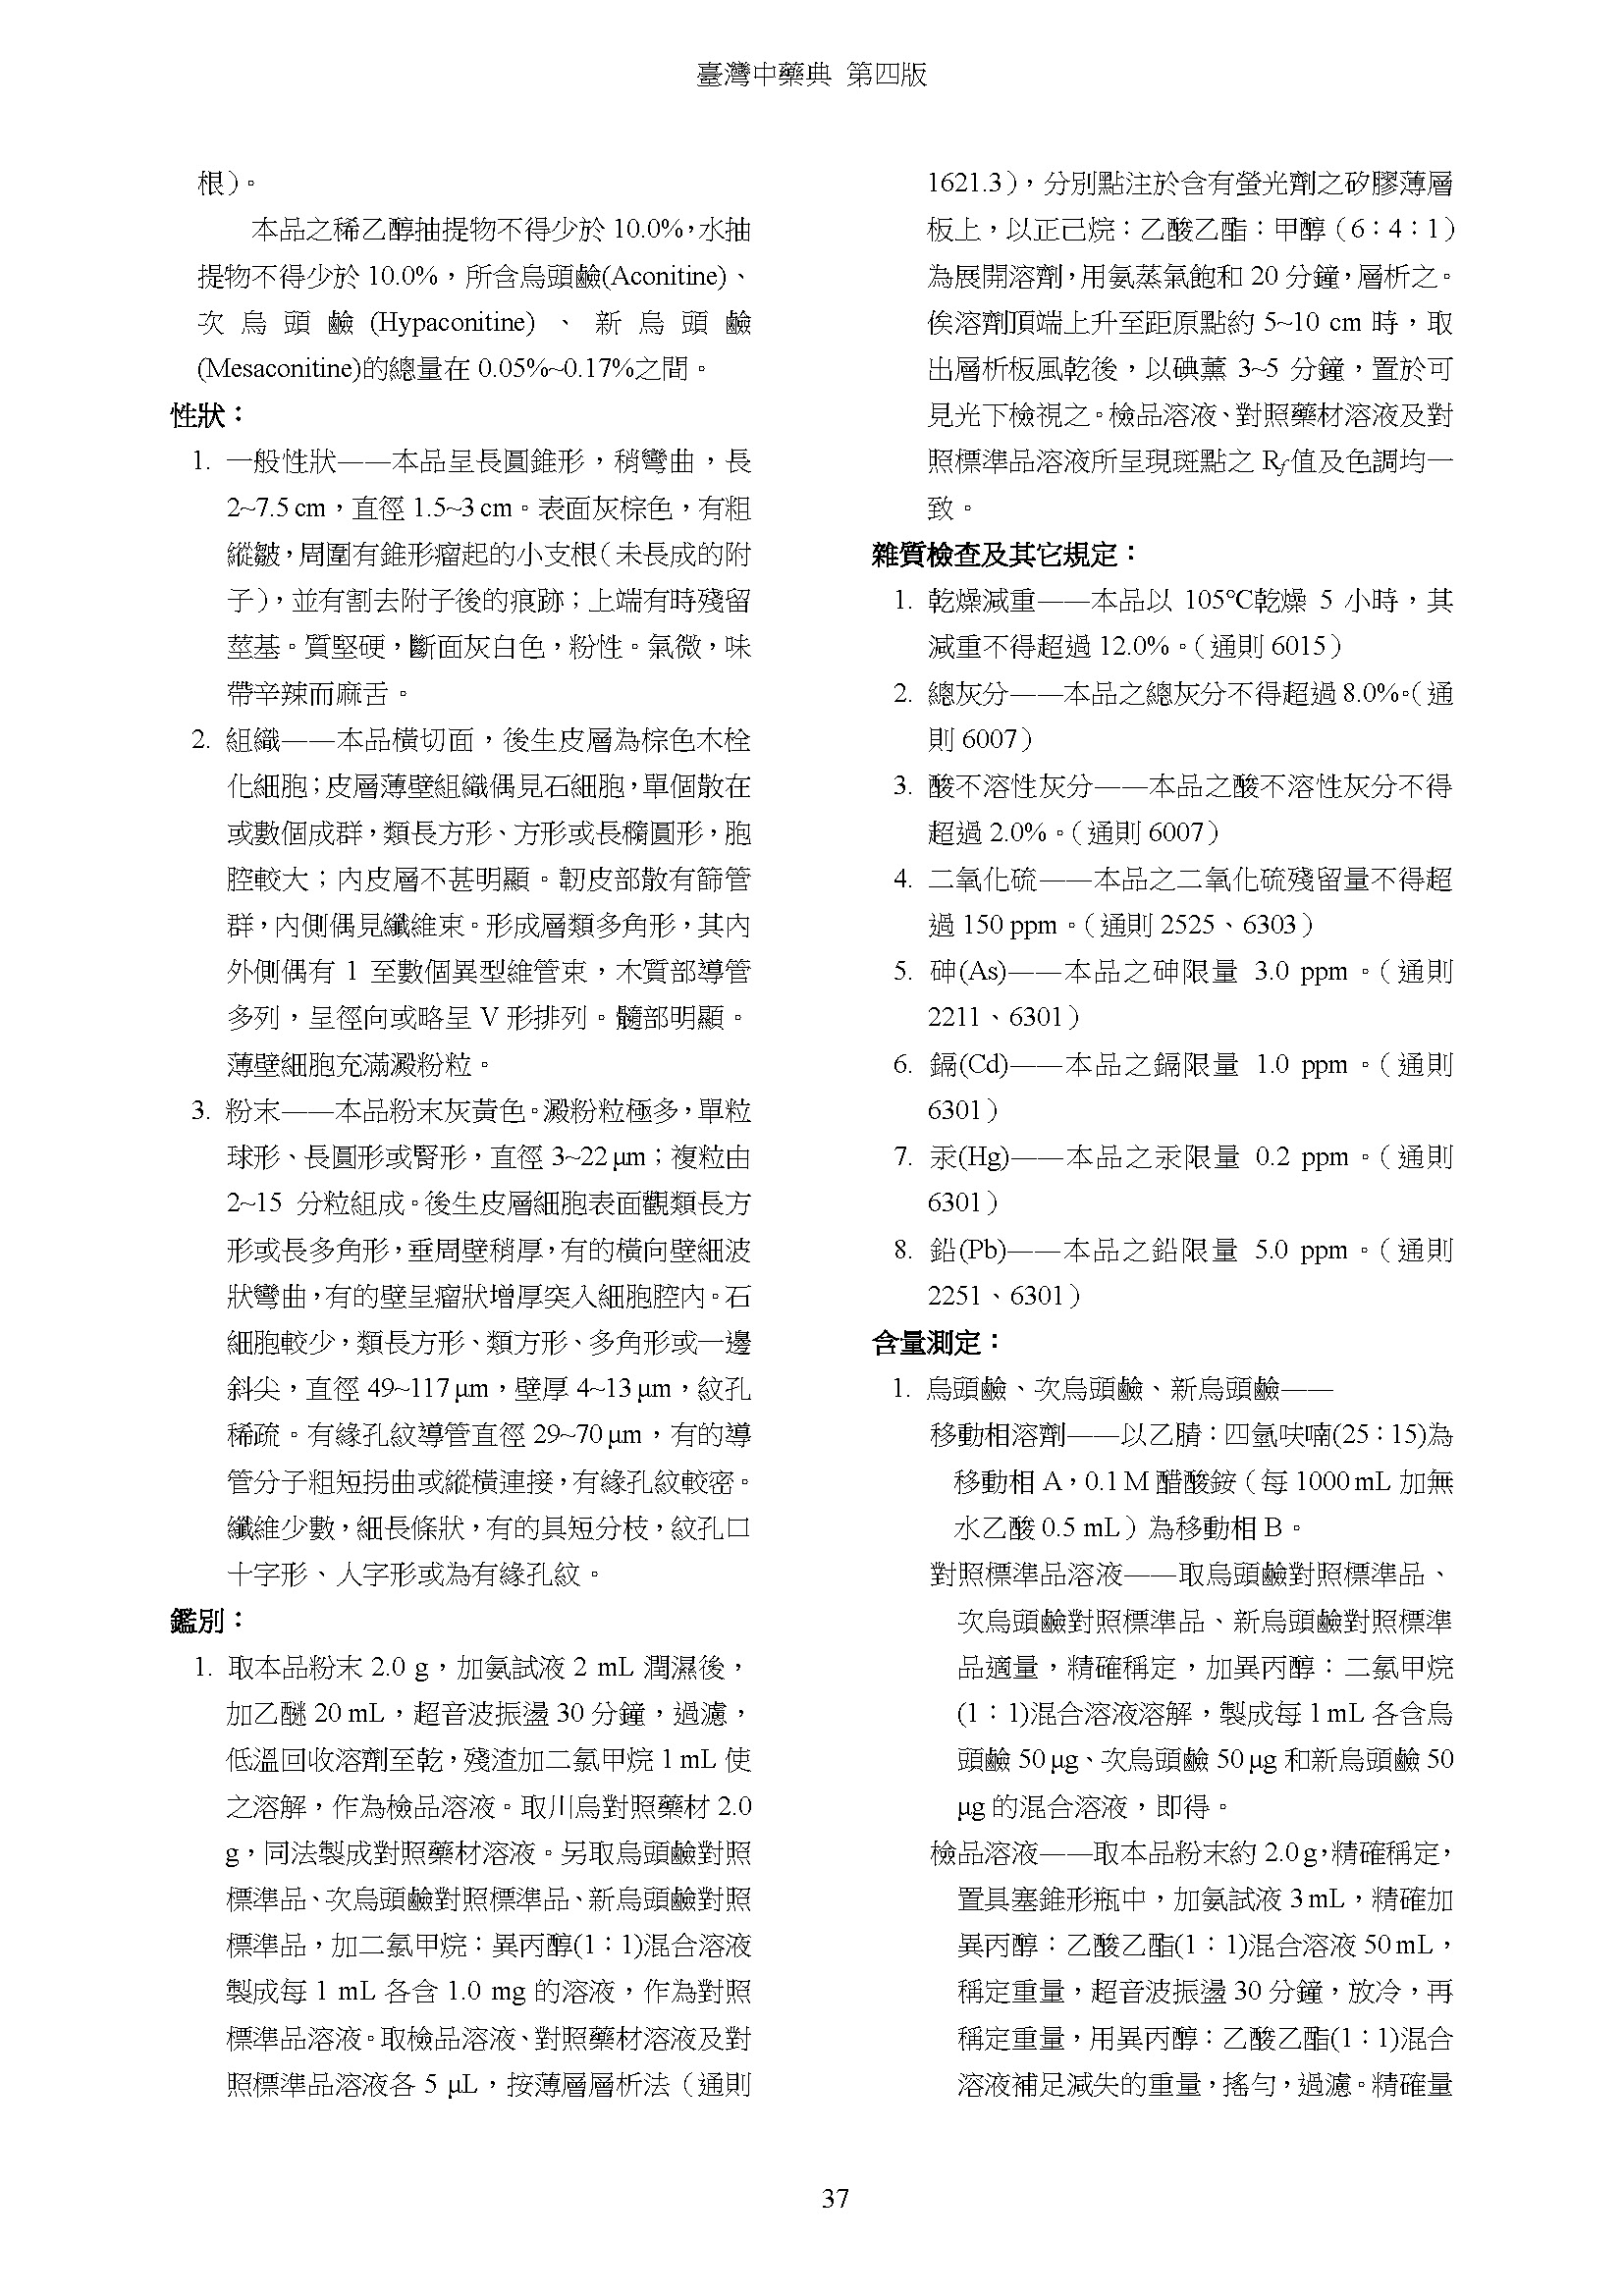 臺灣中藥典 第四版
根)。
本品之稀乙醇抽提物不得少於 10.0%,水抽
提物不得少於 10.0%,所含烏頭鹼(Aconitine)、
次烏頭鹼(Hypaconitine)、新烏頭鹼
(Mesaconitine)的總量在 0.05%~0.17%之間。
性狀:
1. 一般性狀——本品呈長圓錐形,稍彎曲,長
2~7.5 cm,直徑 1.5~3 cm。表面灰棕色,有粗
縱皺,周圍有錐形瘤起的小支根(未長成的附
子),並有割去附子後的痕跡;上端有時殘留
莖基。質堅硬,斷面灰白色,粉性。氣微,味
帶辛辣而麻舌。
2. 組織——本品橫切面,後生皮層為棕色木栓
化細胞;皮層薄壁組織偶見石細胞,單個散在
或數個成群,類長方形、方形或長橢圓形,胞
腔較大;內皮層不甚明顯。韌皮部散有篩管
群,內側偶見纖維束。形成層類多角形,其內
外側偶有 1 至數個異型維管束,木質部導管
多列,呈徑向或略呈 V 形排列。髓部明顯。
薄壁細胞充滿澱粉粒。
3. 粉末——本品粉末灰黃色。澱粉粒極多,單粒
球形、長圓形或腎形,直徑 3~22 μm;複粒由
2~15 分粒組成。後生皮層細胞表面觀類長方
形或長多角形,垂周壁稍厚,有的橫向壁細波
狀彎曲,有的壁呈瘤狀增厚突入細胞腔內。石
細胞較少,類長方形、類方形、多角形或一邊
斜尖,直徑 49~117 μm,壁厚 4~13 μm,紋孔
稀疏。有緣孔紋導管直徑 29~70 μm,有的導
管分子粗短拐曲或縱橫連接,有緣孔紋較密。
纖維少數,細長條狀,有的具短分枝,紋孔口
十字形、人字形或為有緣孔紋。
鑑別:
1. 取本品粉末 2.0 g,加氨試液 2 mL 潤濕後,
加乙醚 20 mL,超音波振盪 30 分鐘,過濾,
低溫回收溶劑至乾,殘渣加二氯甲烷 1 mL 使
之溶解,作為檢品溶液。取川烏對照藥材 2.0
g,同法製成對照藥材溶液。另取烏頭鹼對照
標準品、次烏頭鹼對照標準品、新烏頭鹼對照
標準品,加二氯甲烷:異丙醇(1:1)混合溶液
製成每 1 mL 各含 1.0 mg 的溶液,作為對照
標準品溶液。取檢品溶液、對照藥材溶液及對
照標準品溶液各 5 μL,按薄層層析法(通則
1621.3),分別點注於含有螢光劑之矽膠薄層
板上,以正己烷:乙酸乙酯:甲醇(6:4:1)
為展開溶劑,用氨蒸氣飽和 20 分鐘,層析之。
俟溶劑頂端上升至距原點約 5~10 cm 時,取
出層析板風乾後,以碘薰 3~5 分鐘,置於可
見光下檢視之。檢品溶液、對照藥材溶液及對
照標準品溶液所呈現斑點之 Rf值及色調均一
致。
雜質檢查及其它規定:
1. 乾燥減重——本品以 105℃乾燥 5 小時,其
減重不得超過 12.0%。(通則 6015)
2. 總灰分——本品之總灰分不得超過 8.0%。(通
則 6007)
3. 酸不溶性灰分——本品之酸不溶性灰分不得
超過 2.0%。(通則 6007)
4. 二氧化硫——本品之二氧化硫殘留量不得超
過 150 ppm。(通則 2525、6303)
5. 砷(As)——本品之砷限量 3.0 ppm。(通則
2211、6301)
6. 鎘(Cd)——本品之鎘限量 1.0 ppm。(通則
6301)
7. 汞(Hg)——本品之汞限量 0.2 ppm。(通則
6301)
8. 鉛(Pb)——本品之鉛限量 5.0 ppm。(通則
2251、6301)
含量測定:
1. 烏頭鹼、次烏頭鹼、新烏頭鹼——
移動相溶劑——以乙腈:四氫呋喃(25:15)為
移動相 A,0.1 M 醋酸銨(每 1000 mL 加無
水乙酸 0.5 mL)為移動相 B。
對照標準品溶液——取烏頭鹼對照標準品、
次烏頭鹼對照標準品、新烏頭鹼對照標準
品適量,精確稱定,加異丙醇:二氯甲烷
(1:1)混合溶液溶解,製成每 1 mL 各含烏
頭鹼 50 μg、次烏頭鹼 50 μg 和新烏頭鹼 50
μg 的混合溶液,即得。
檢品溶液——取本品粉末約 2.0 g,精確稱定,
置具塞錐形瓶中,加氨試液 3 mL,精確加
異丙醇:乙酸乙酯(1:1)混合溶液 50 mL,
稱定重量,超音波振盪 30 分鐘,放冷,再
稱定重量,用異丙醇:乙酸乙酯(1:1)混合
溶液補足減失的重量,搖勻,過濾。精確量
37